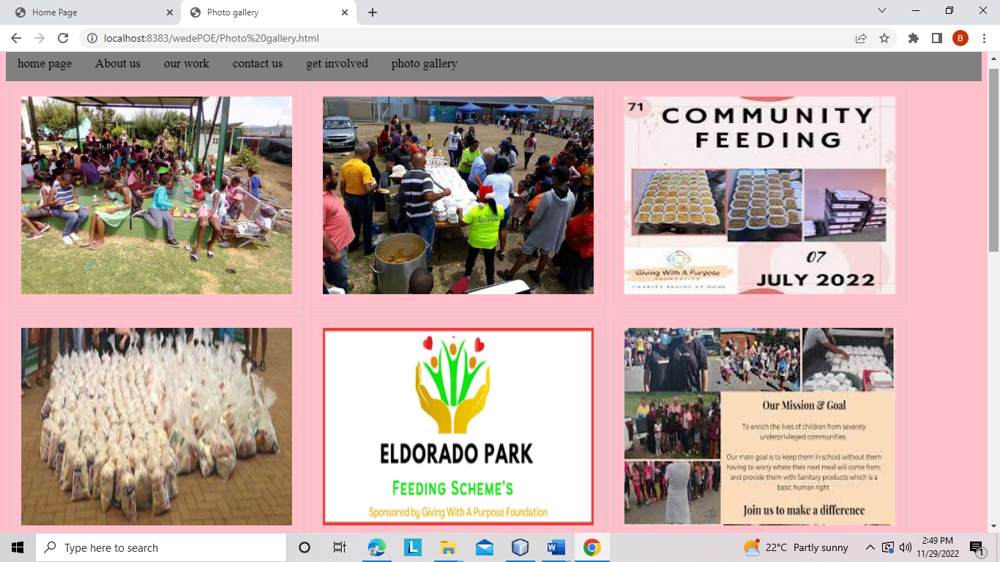 Home Page
Photo gallery
localhost:8383/wedePOE/Photo%20gallery.html
B
home page About us our work contact us get involved photo gallery
71
COMMUNITY
FEEDING
Giving With A Purpose
FOUNDATION
CHARITY BEGINS AT HOME
07
JULY 2022
ELDORADO PARK
FEEDING SCHEME'S
Sponsored by Giving With A Purpose Foundation
Our Mission & Goal
To enrich the lives of children from severely
underprivileged communities.
Our main goal is to keep them in school without them
having to worry where their next meal will come from,
and provide them with Sanitary products which is a
basic human right
Join us to make a difference
Type here to search
L
22°C Partly sunny
2:49 PM
11/29/2022
1